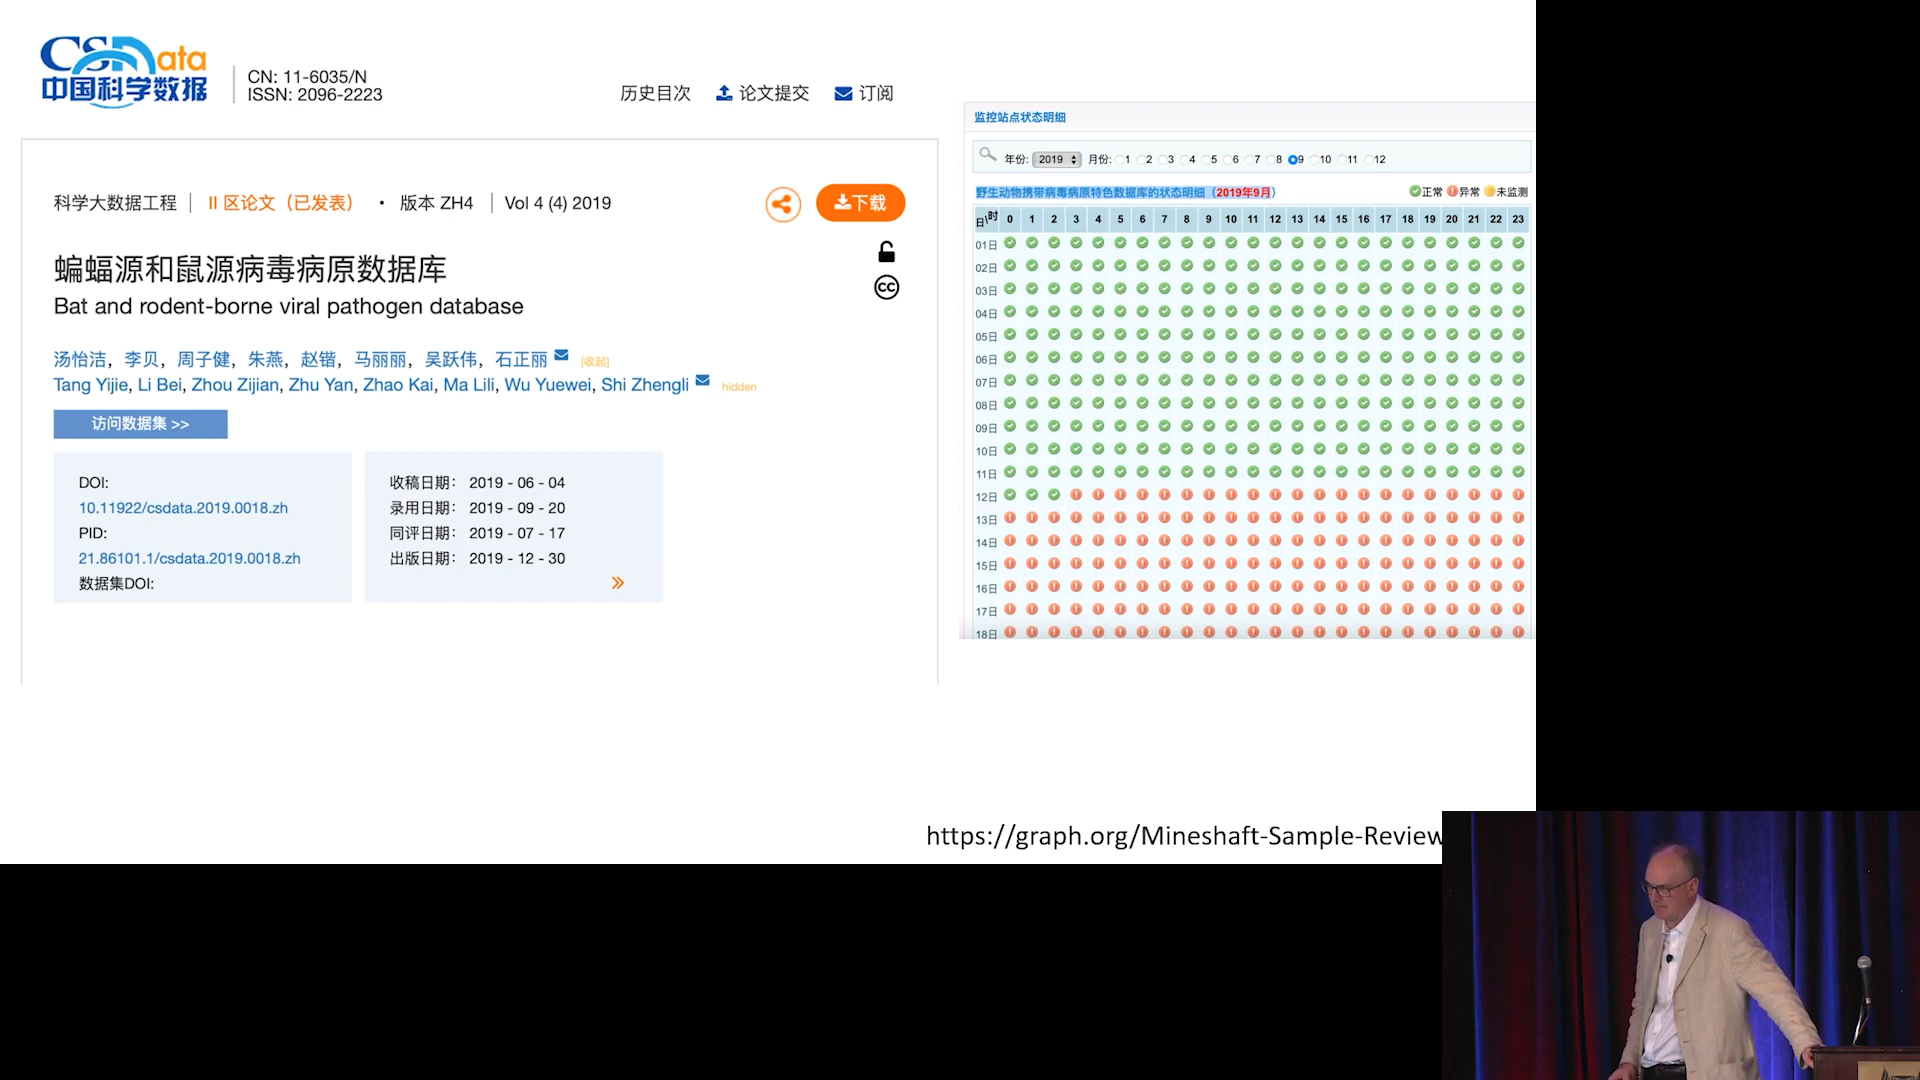 CSData
中国科学数据
CN: 11-6035/N
ISSN: 2096-2223
历史目次 论文提交 订阅
科学大数据工程 | II 区论文（已发表） • 版本 ZH4 | Vol 4 (4) 2019
下载
蝙蝠源和鼠源病毒病原数据库
cc
Bat and rodent-borne viral pathogen database
汤怡洁，李贝，周子健，朱燕，赵锴，马丽丽，吴跃伟，石正丽 [收起]
Tang Yijie, Li Bei, Zhou Zijian, Zhu Yan, Zhao Kai, Ma Lili, Wu Yuewei, Shi Zhengli hidden
访问数据集 >>
DOI:
10.11922/csdata.2019.0018.zh
PID:
21.86101.1/csdata.2019.0018.zh
数据集DOI:
收稿日期： 2019 - 06 - 04
录用日期： 2019 - 09 - 20
同评日期： 2019 - 07 - 17
出版日期： 2019 - 12 - 30
监控站点状态明细
年份: 2019 月份: 1 2 3 4 5 6 7 8 9 10 11 12
野生动物携带病毒病原特色数据库的状态明细（2019年9月） 正常 异常 未监测
日\时 0 1 2 3 4 5 6 7 8 9 10 11 12 13 14 15 16 17 18 19 20 21 22 23
01日
02日
03日
04日
05日
06日
07日
08日
09日
10日
11日
12日
13日
14日
15日
16日
17日
18日
https://graph.org/Mineshaft-Sample-Review